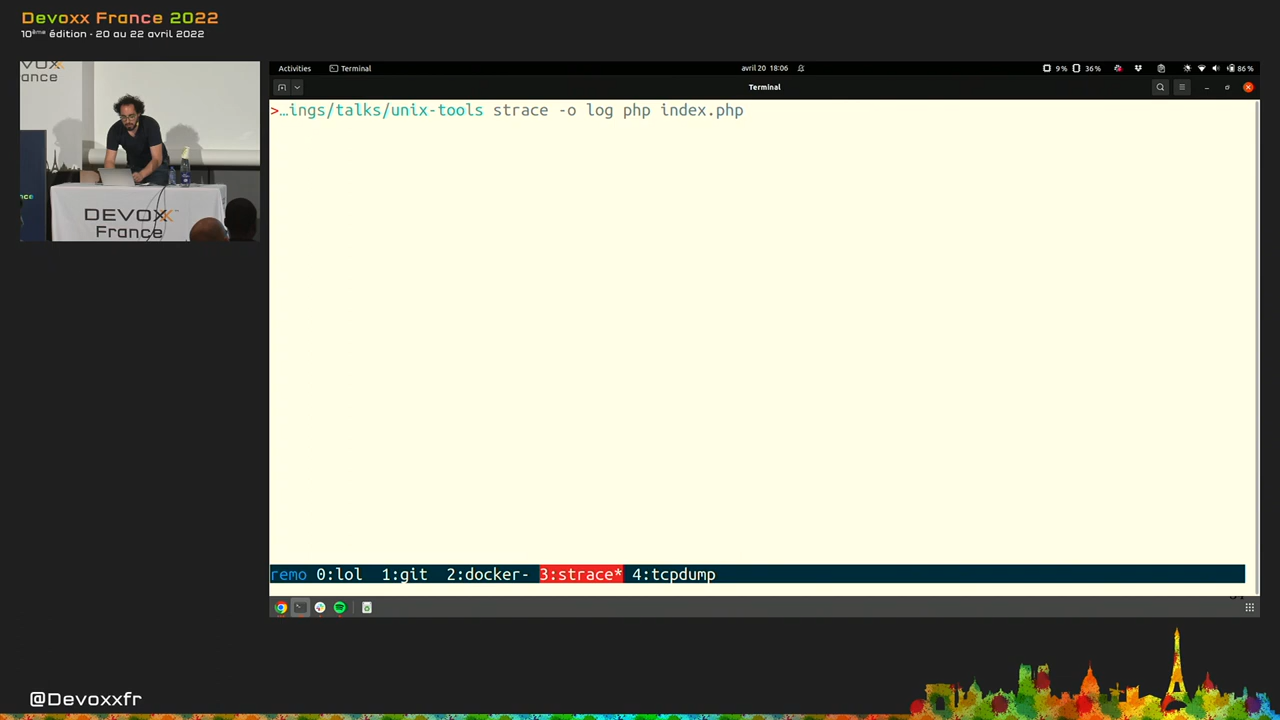 Devoxx France 2022
10ème édition · 20 au 22 avril 2022
ance
DEVOXX
France
Activities
Terminal
avril 20 18:06
9 %
36 %
86 %
Terminal
>…ings/talks/unix-tools strace -o log php index.php
remo 0:lol 1:git 2:docker- 3:strace* 4:tcpdump
@Devoxxfr